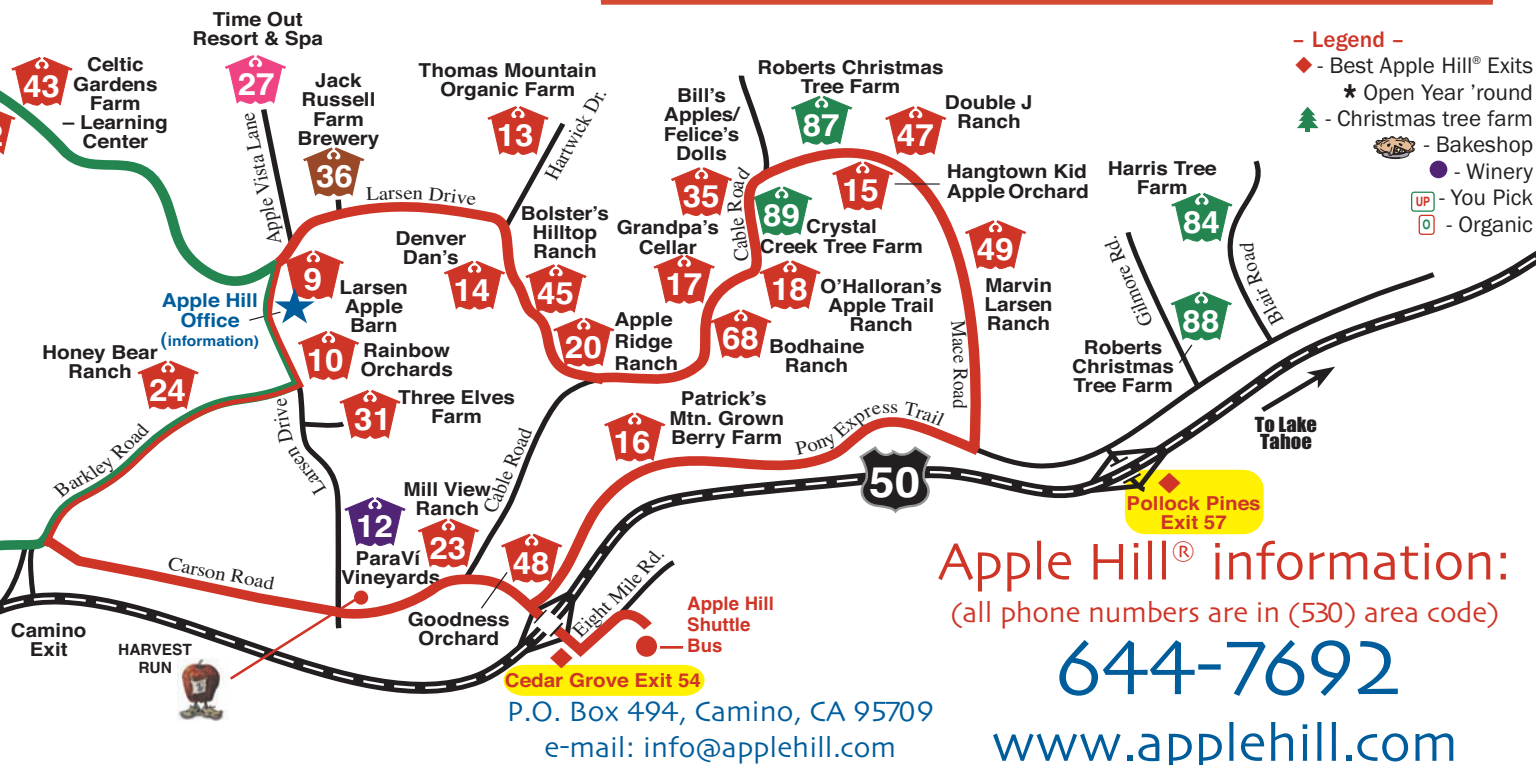 Time Out
Resort & Spa
27
43
Celtic
Gardens
Farm
– Learning
Center
Apple Vista Lane
Jack
Russell
Farm
Brewery
36
Larsen Drive
Thomas Mountain
Organic Farm
13
Hartwick Dr.
Bill's
Apples/
Felice's
Dolls
35
Cable Road
Roberts Christmas
Tree Farm
87
47
Double J
Ranch
15
Hangtown Kid
Apple Orchard
89
Crystal
Creek Tree Farm
49
Marvin
Larsen
Ranch
– Legend –
- Best Apple Hill® Exits
* Open Year 'round
- Christmas tree farm
- Bakeshop
- Winery
UP - You Pick
O - Organic
Harris Tree
Farm
84
Gilmore Rd.
Blair Road
88
Roberts
Christmas
Tree Farm
9
Larsen
Apple
Barn
Apple Hill
Office
(information)
10
Rainbow
Orchards
Denver
Dan's
14
Bolster's
Hilltop
Ranch
45
Grandpa's
Cellar
17
18
O'Halloran's
Apple Trail
Ranch
20
Apple
Ridge
Ranch
68
Bodhaine
Ranch
Mace Road
Honey Bear
Ranch
24
31
Three Elves
Farm
Barkley Road
Larsen Drive
Cable Road
16
Patrick's
Mtn. Grown
Berry Farm
Pony Express Trail
50
To Lake
Tahoe
Pollock Pines
Exit 57
12
ParaVí
Vineyards
Mill View
Ranch
23
48
Goodness
Orchard
Carson Road
Camino
Exit
HARVEST
RUN
Eight Mile Rd.
Apple Hill
Shuttle
Bus
Cedar Grove Exit 54
P.O. Box 494, Camino, CA 95709
e-mail: info@applehill.com
Apple Hill® information:
(all phone numbers are in (530) area code)
644-7692
www.applehill.com